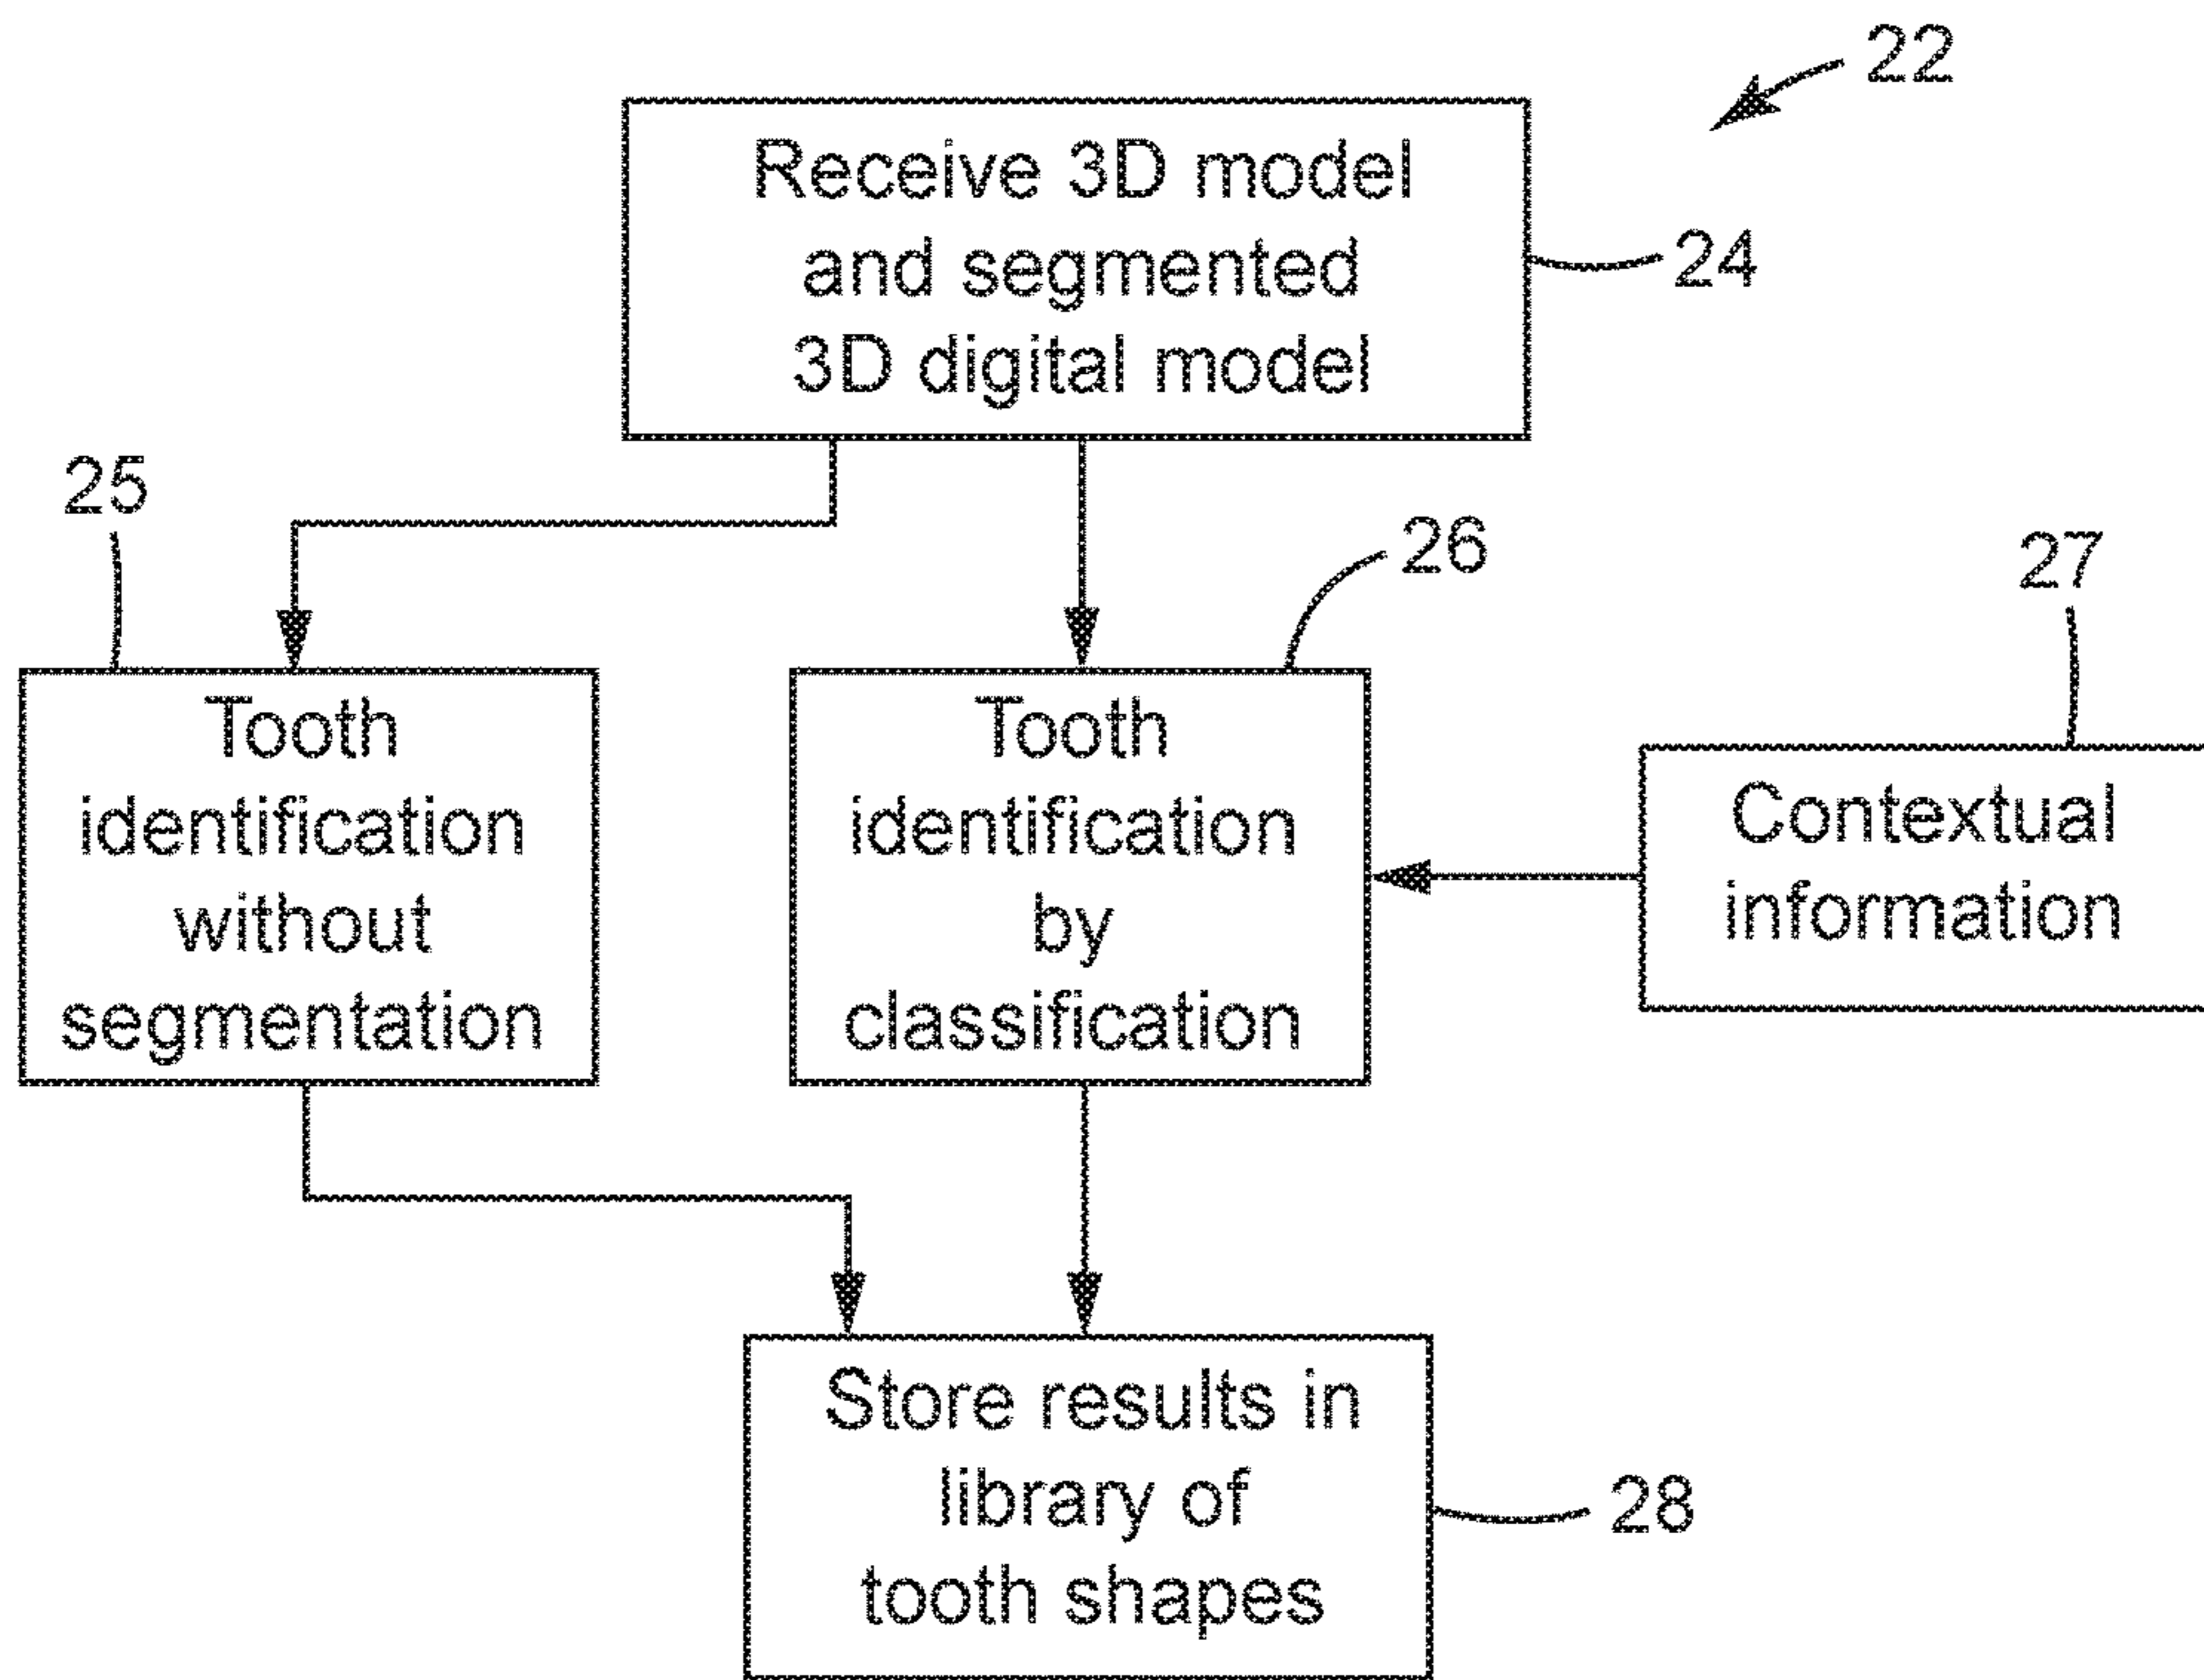 22
Receive 3D model
and segmented
3D digital model
24
25
26
27
Tooth
identification
without
segmentation
Tooth
identification
by
classification
Contextual
information
Store results in
library of
tooth shapes
28